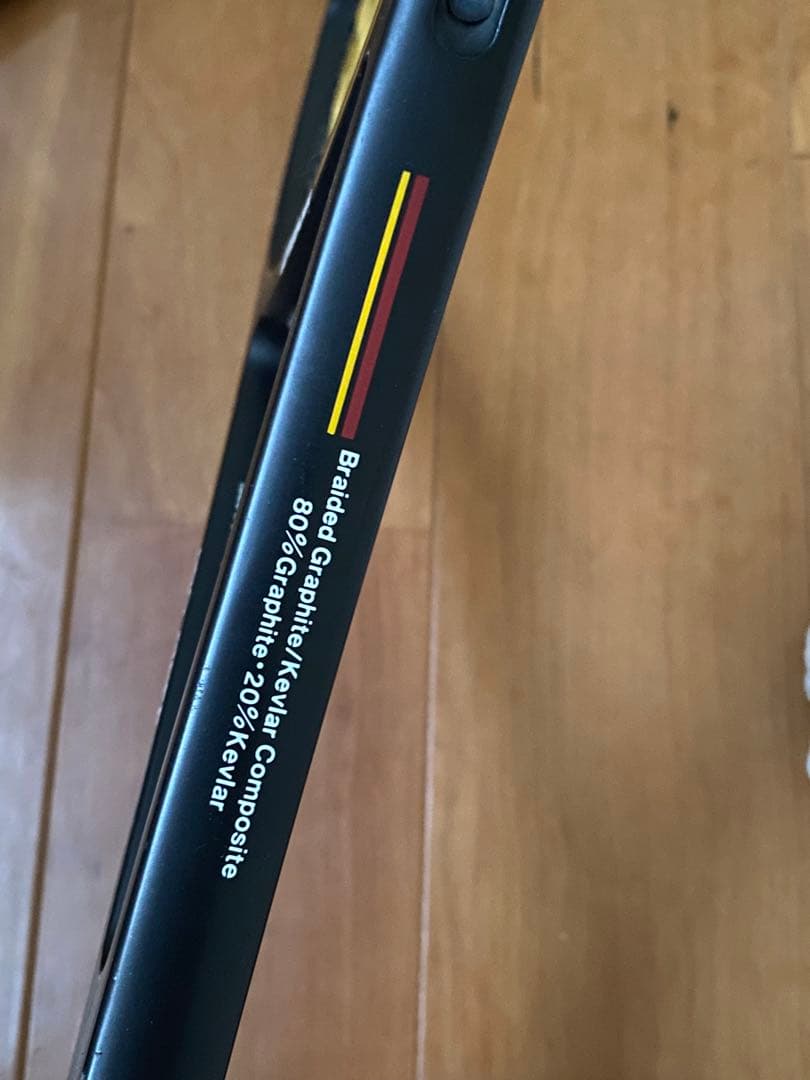 Braided Graphite/Kevlar Composite
80%Graphite•20%Kevlar